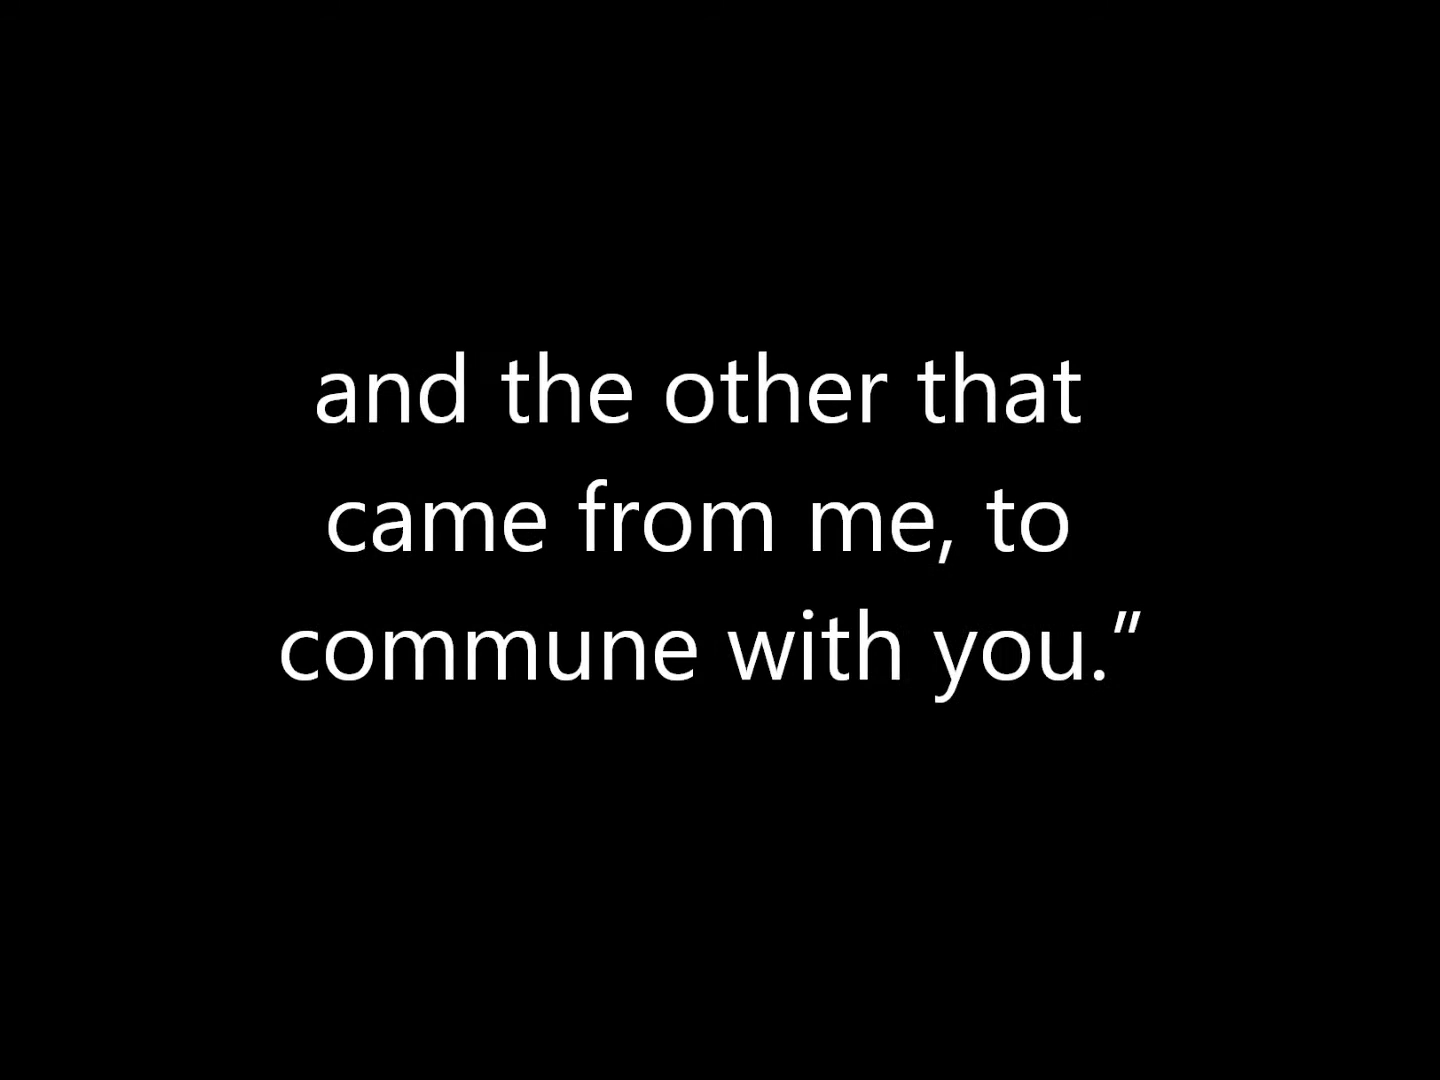 and the other that
came from me, to
commune with you.”